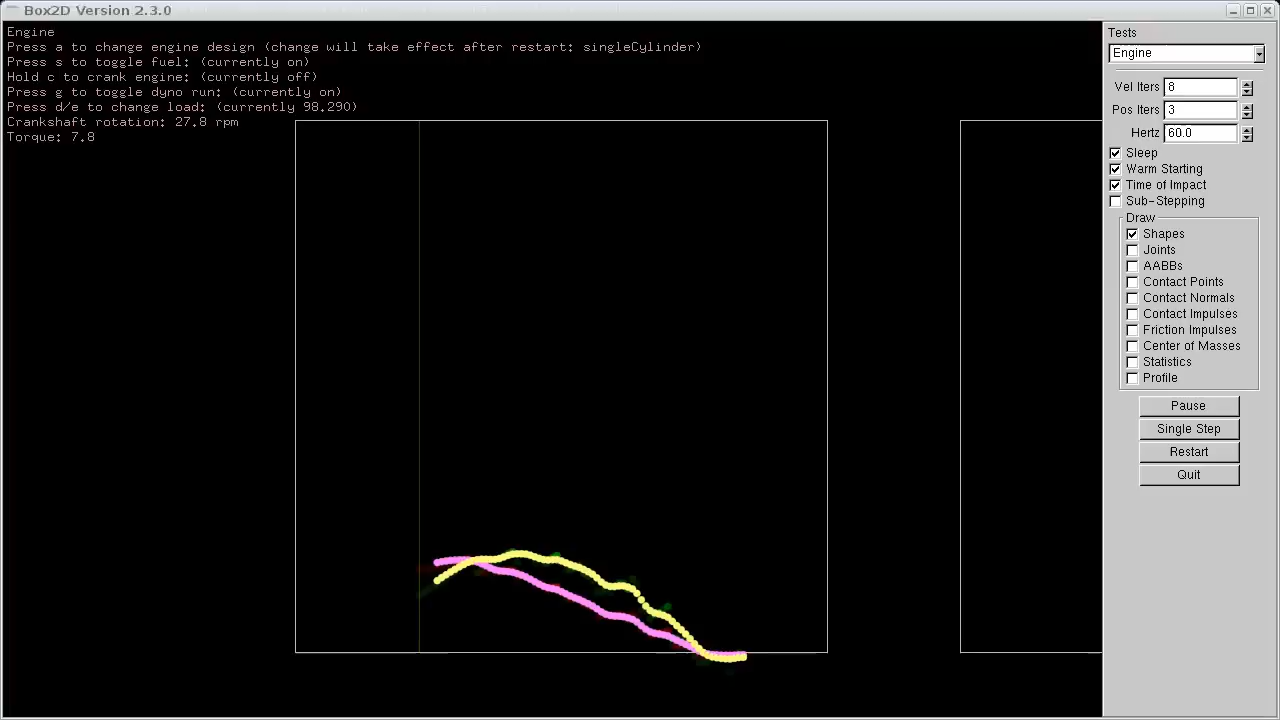 Box2D Version 2.3.0
Engine
Press a to change engine design (change will take effect after restart: singleCylinder)
Press s to toggle fuel: (currently on)
Hold c to crank engine: (currently off)
Press g to toggle dyno run: (currently on)
Press d/e to change load: (currently 98.290)
Crankshaft rotation: 27.8 rpm
Torque: 7.8
Tests
Engine
Vel Iters 8
Pos Iters 3
Hertz 60.0
Sleep
Warm Starting
Time of Impact
Sub-Stepping
Draw
Shapes
Joints
AABBs
Contact Points
Contact Normals
Contact Impulses
Friction Impulses
Center of Masses
Statistics
Profile
Pause
Single Step
Restart
Quit